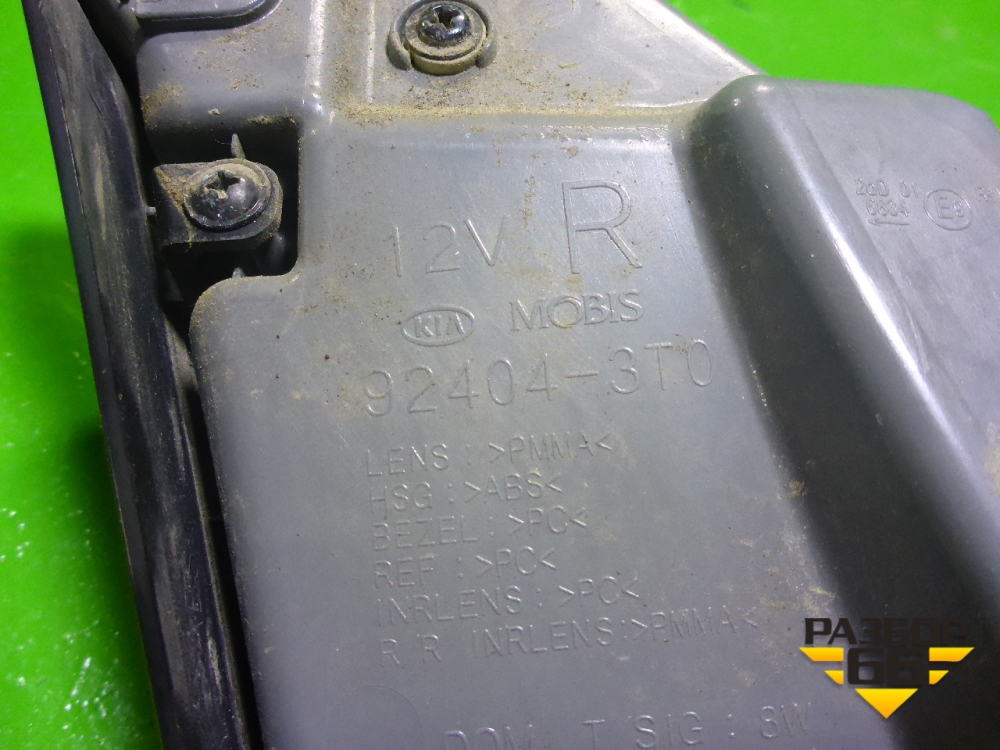 12V R
KIA MOBIS
92404-3T0
LENS : >PMMA<
HSG : >ABS<
BEZEL : >PC<
REF : >PC<
INRLENS : >PC<
R R INRLENS:>PMMA<
DOM T SIG : 8W
РАЗБОР
66